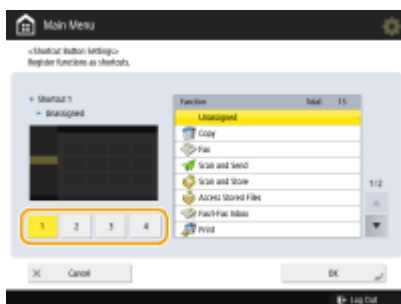 Main Menu
<Shortcut Button Settings>
Register functions as shortcuts.
Shortcut 1
Unassigned
Function Total: 15
Unassigned
Copy
Fax
Scan and Send
Scan and Store
Access Stored Files
Fax/I-Fax Inbox
Print
1/2
1 2 3 4
Cancel
OK
Log Out